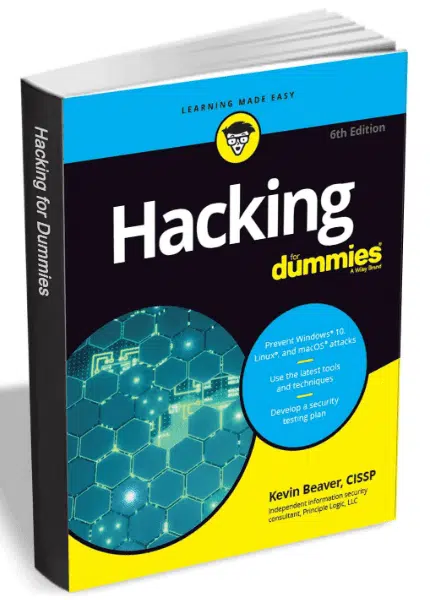 Hacking for Dummies
LEARNING MADE EASY
6th Edition
Hacking
for
dummies®
A Wiley Brand
Prevent Windows® 10,
Linux®, and macOS® attacks
Use the latest tools
and techniques
Develop a security
testing plan
Kevin Beaver, CISSP
Independent information security
consultant, Principle Logic, LLC